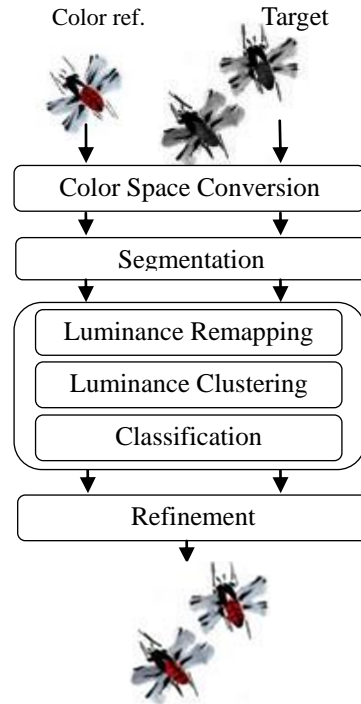 Color ref.
Target
Color Space Conversion
Segmentation
Luminance Remapping
Luminance Clustering
Classification
Refinement